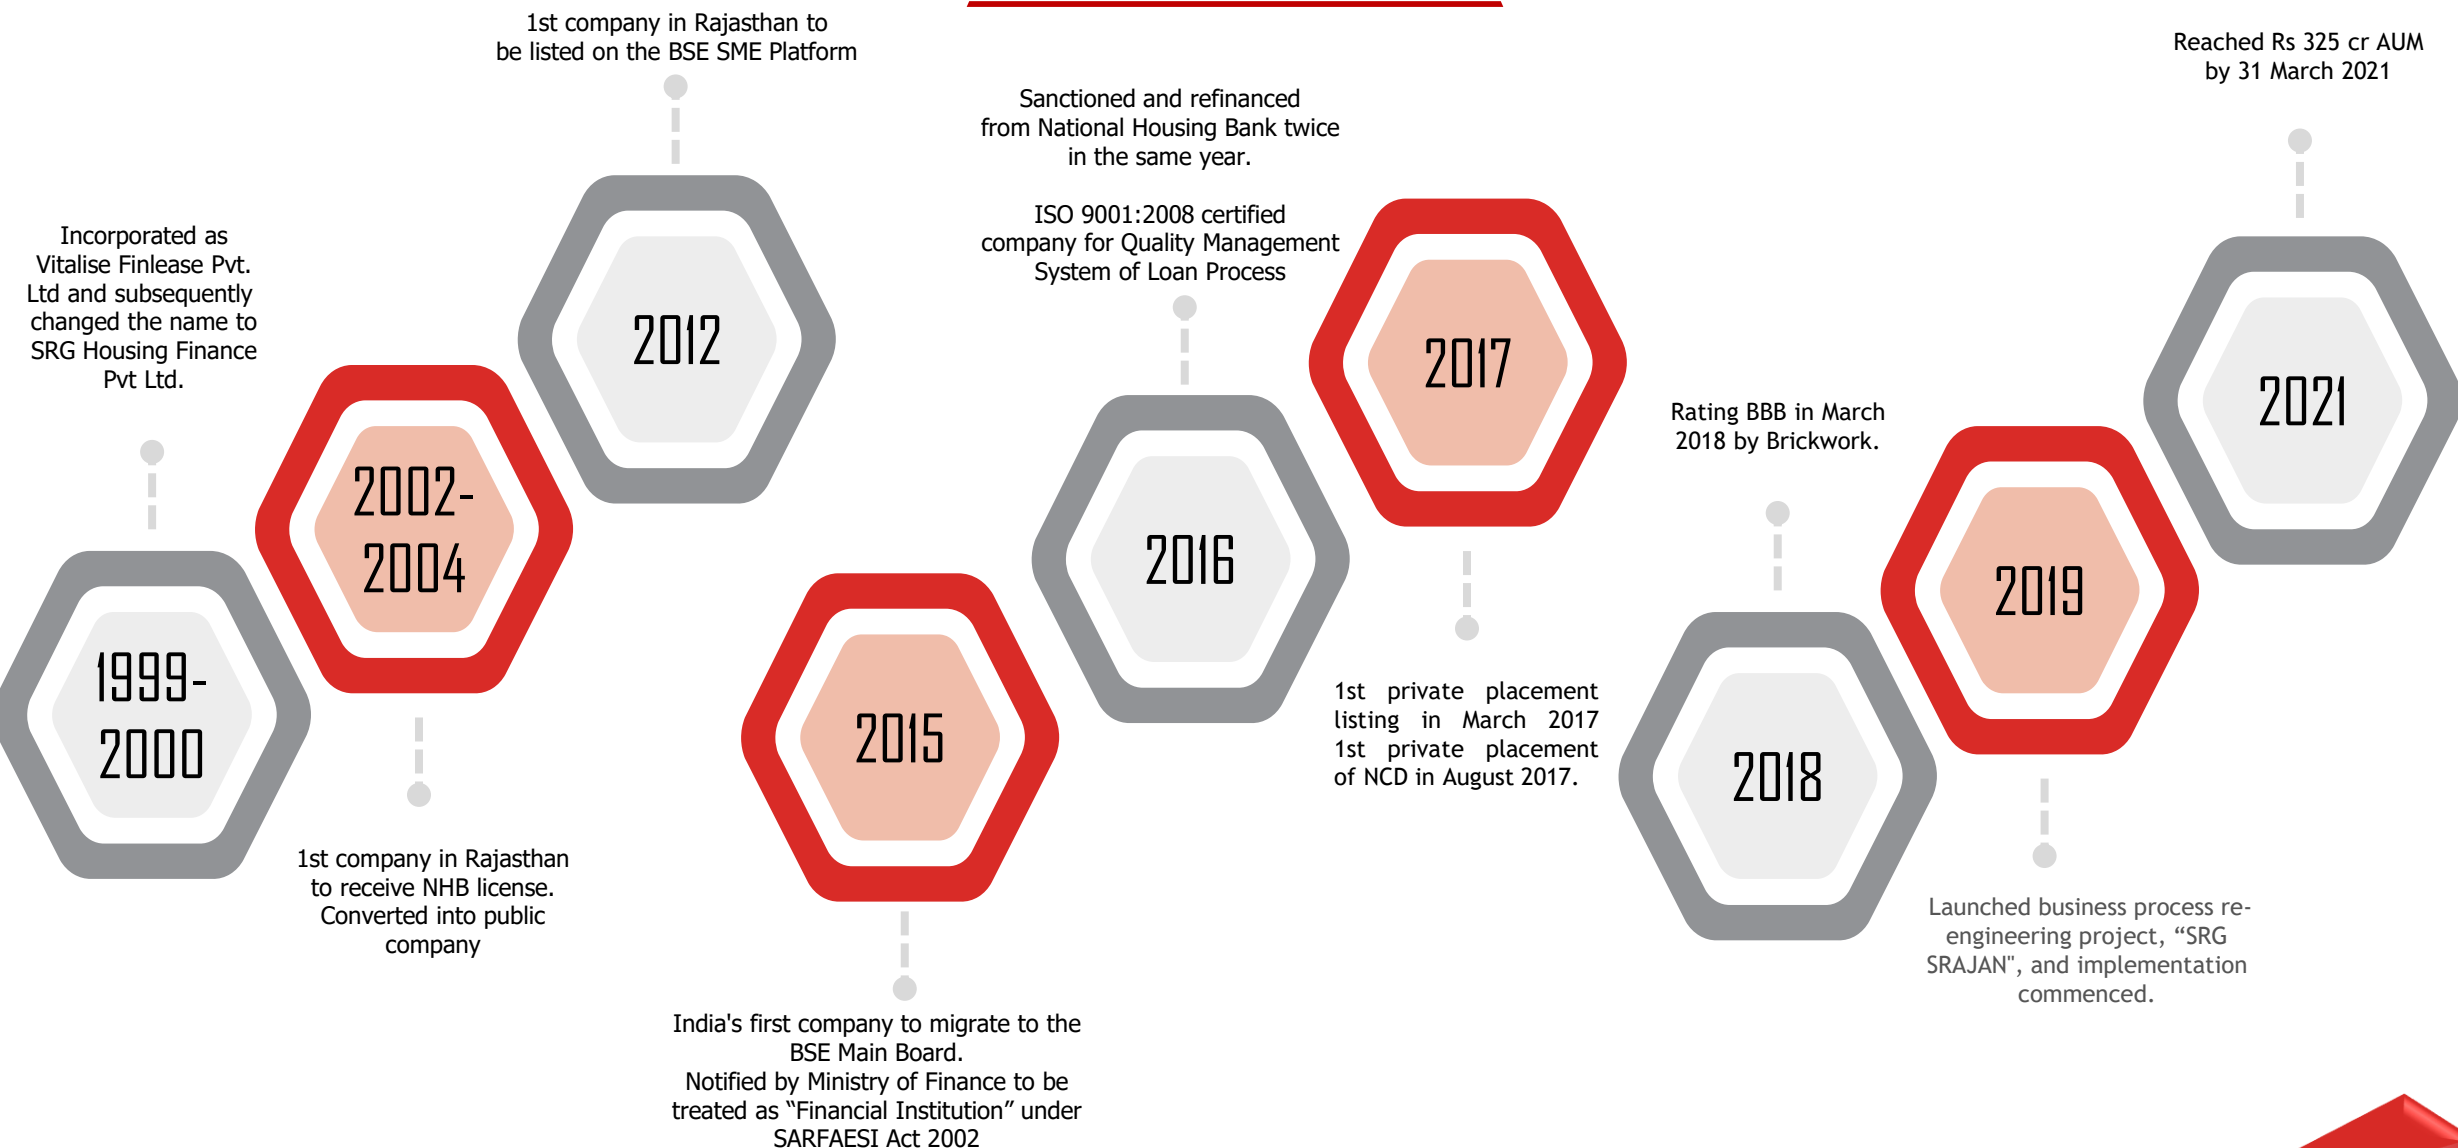 Incorporated as
Vitalise Finlease Pvt.
Ltd and subsequently
changed the name to
SRG Housing Finance
Pvt Ltd.
1999-
2000
2002-
2004
1st company in Rajasthan
to receive NHB license.
Converted into public
company
1st company in Rajasthan to
be listed on the BSE SME Platform
2012
2015
India's first company to migrate to the
BSE Main Board.
Notified by Ministry of Finance to be
treated as “Financial Institution” under
SARFAESI Act 2002
Sanctioned and refinanced
from National Housing Bank twice
in the same year.
ISO 9001:2008 certified
company for Quality Management
System of Loan Process
2016
2017
1st private placement
listing in March 2017
1st private placement
of NCD in August 2017.
Rating BBB in March
2018 by Brickwork.
2018
2019
Launched business process re-
engineering project, “SRG
SRAJAN", and implementation
commenced.
Reached Rs 325 cr AUM
by 31 March 2021
2021